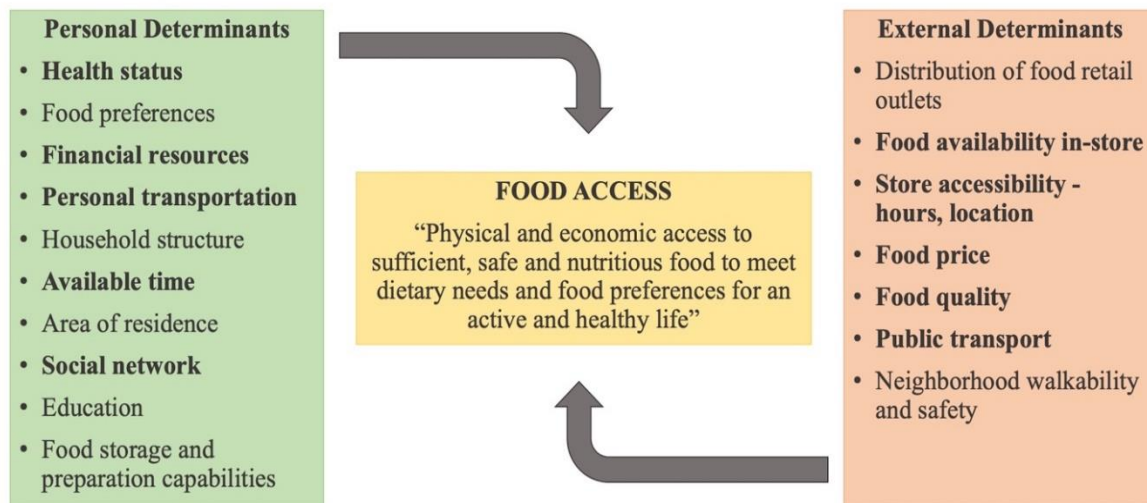 Personal Determinants
• Health status
• Food preferences
• Financial resources
• Personal transportation
• Household structure
• Available time
• Area of residence
• Social network
• Education
• Food storage and
preparation capabilities
FOOD ACCESS
“Physical and economic access to
sufficient, safe and nutritious food to meet
dietary needs and food preferences for an
active and healthy life”
External Determinants
• Distribution of food retail
outlets
• Food availability in-store
• Store accessibility -
hours, location
• Food price
• Food quality
• Public transport
• Neighborhood walkability
and safety